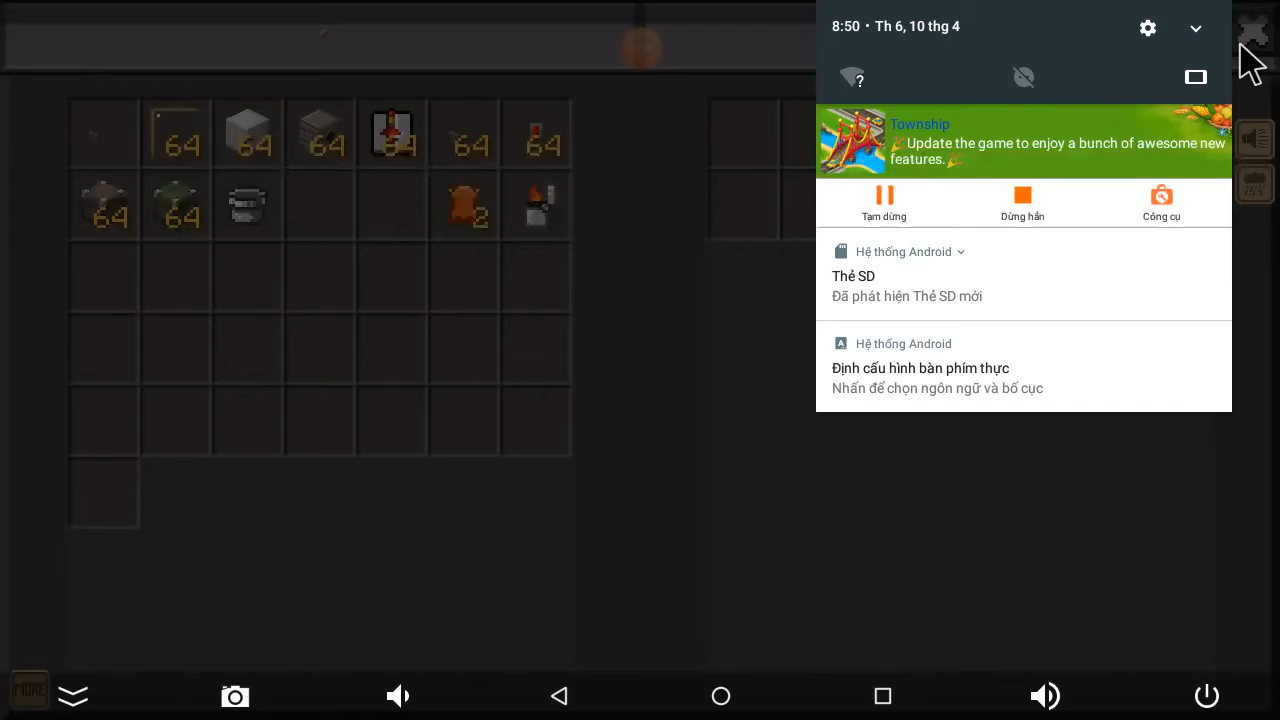 8:50 • Th 6, 10 thg 4
?
Township
🎉Update the game to enjoy a bunch of awesome new
features.🎉
Tạm dừng
Dừng hẳn
Công cụ
Hệ thống Android
Thẻ SD
Đã phát hiện Thẻ SD mới
Hệ thống Android
Định cấu hình bàn phím thực
Nhấn để chọn ngôn ngữ và bố cục
64 64 64 64 64 64
64 64 2
MORE